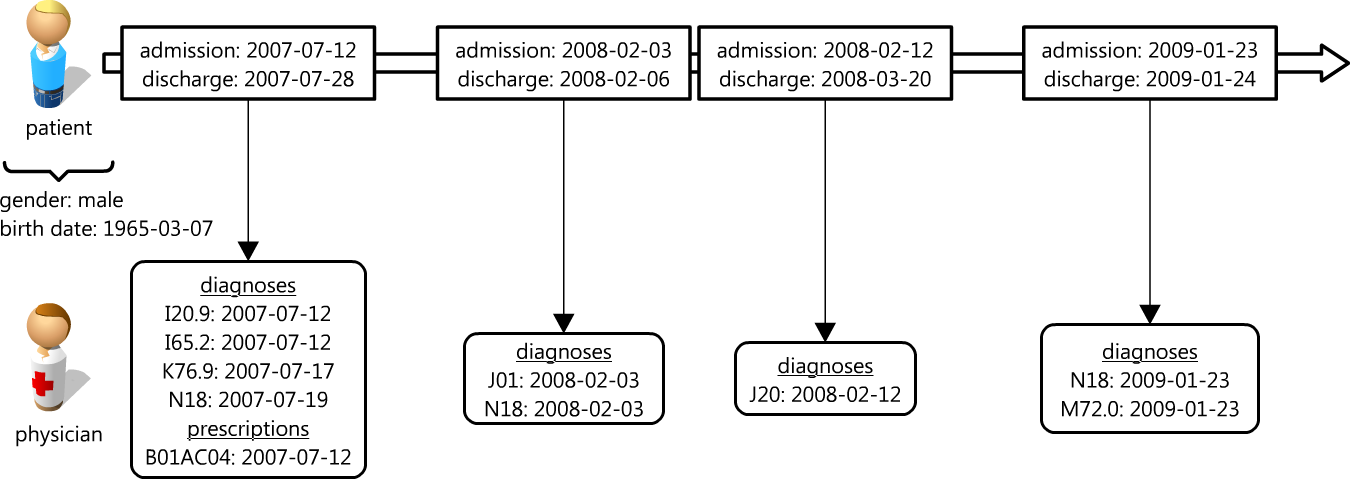 admission: 2007-07-12
discharge: 2007-07-28
admission: 2008-02-03
discharge: 2008-02-06
admission: 2008-02-12
discharge: 2008-03-20
admission: 2009-01-23
discharge: 2009-01-24
patient
gender: male
birth date: 1965-03-07
diagnoses
I20.9: 2007-07-12
I65.2: 2007-07-12
K76.9: 2007-07-17
N18: 2007-07-19
prescriptions
B01AC04: 2007-07-12
diagnoses
J01: 2008-02-03
N18: 2008-02-03
diagnoses
J20: 2008-02-12
diagnoses
N18: 2009-01-23
M72.0: 2009-01-23
physician